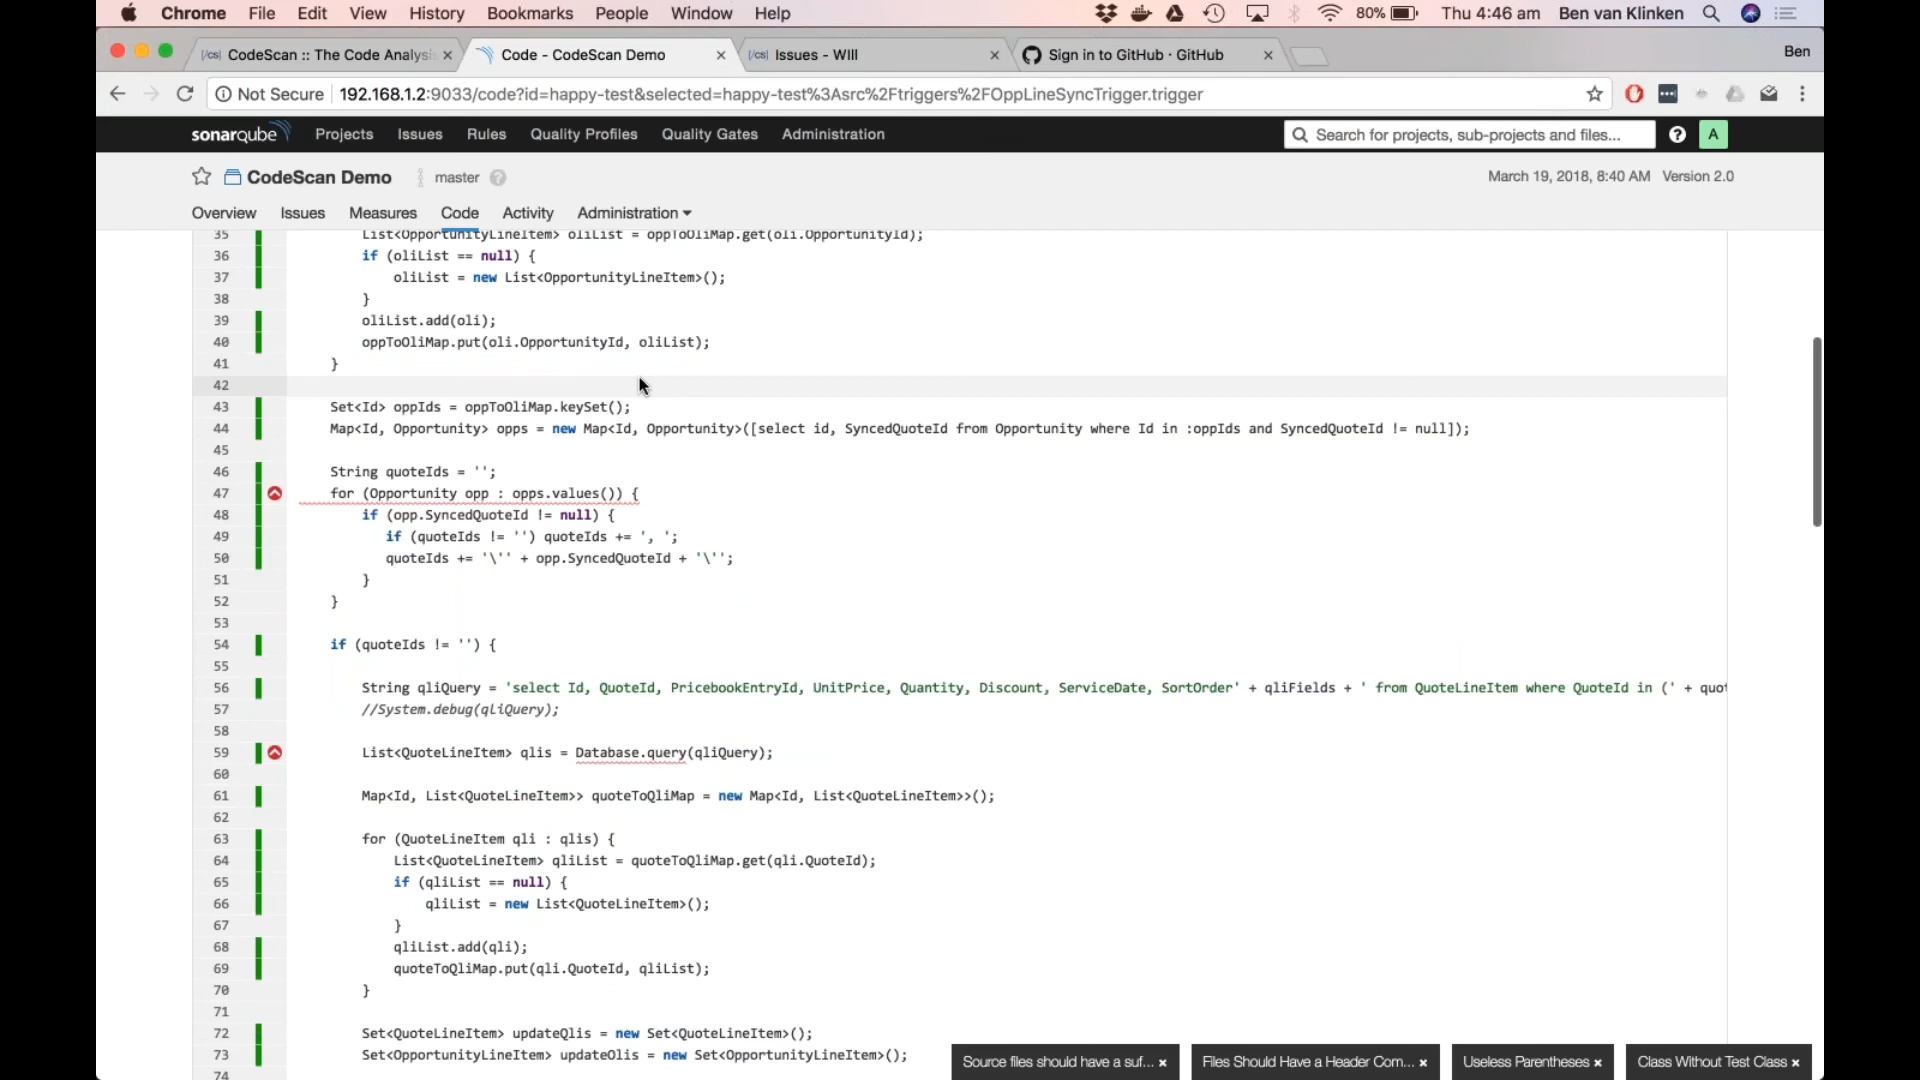 Chrome File Edit View History Bookmarks People Window Help 80% Thu 4:46 am Ben van Klinken
/cs| CodeScan :: The Code Analysis × Code - CodeScan Demo × /cs| Issues - WIll × Sign in to GitHub · GitHub × Ben
Not Secure 192.168.1.2:9033/code?id=happy-test&selected=happy-test%3Asrc%2Ftriggers%2FOppLineSyncTrigger.trigger
sonarqube Projects Issues Rules Quality Profiles Quality Gates Administration Search for projects, sub-projects and files... ? A
CodeScan Demo master ? March 19, 2018, 8:40 AM Version 2.0
Overview Issues Measures Code Activity Administration
35 List<OpportunityLineItem> oliList = oppToOliMap.get(oli.OpportunityId);
36 if (oliList == null) {
37 oliList = new List<OpportunityLineItem>();
38 }
39 oliList.add(oli);
40 oppToOliMap.put(oli.OpportunityId, oliList);
41 }
42
43 Set<Id> oppIds = oppToOliMap.keySet();
44 Map<Id, Opportunity> opps = new Map<Id, Opportunity>([select id, SyncedQuoteId from Opportunity where Id in :oppIds and SyncedQuoteId != null]);
45
46 String quoteIds = '';
47 for (Opportunity opp : opps.values()) {
48 if (opp.SyncedQuoteId != null) {
49 if (quoteIds != '') quoteIds += ', ';
50 quoteIds += '\'' + opp.SyncedQuoteId + '\'';
51 }
52 }
53
54 if (quoteIds != '') {
55
56 String qliQuery = 'select Id, QuoteId, PricebookEntryId, UnitPrice, Quantity, Discount, ServiceDate, SortOrder' + qliFields + ' from QuoteLineItem where QuoteId in (' + quot
57 //System.debug(qliQuery);
58
59 List<QuoteLineItem> qlis = Database.query(qliQuery);
60
61 Map<Id, List<QuoteLineItem>> quoteToQliMap = new Map<Id, List<QuoteLineItem>>();
62
63 for (QuoteLineItem qli : qlis) {
64 List<QuoteLineItem> qliList = quoteToQliMap.get(qli.QuoteId);
65 if (qliList == null) {
66 qliList = new List<QuoteLineItem>();
67 }
68 qliList.add(qli);
69 quoteToQliMap.put(qli.QuoteId, qliList);
70 }
71
72 Set<QuoteLineItem> updateQlis = new Set<QuoteLineItem>();
73 Set<OpportunityLineItem> updateOlis = new Set<OpportunityLineItem>();
74
Source files should have a suf... × Files Should Have a Header Com... × Useless Parentheses × Class Without Test Class ×